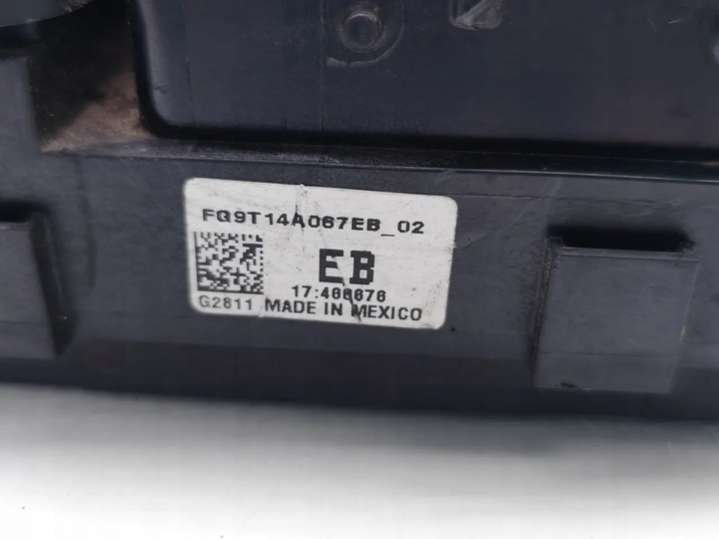 FG9T14A067EB_02
EB
17:466676
G2811 MADE IN MEXICO